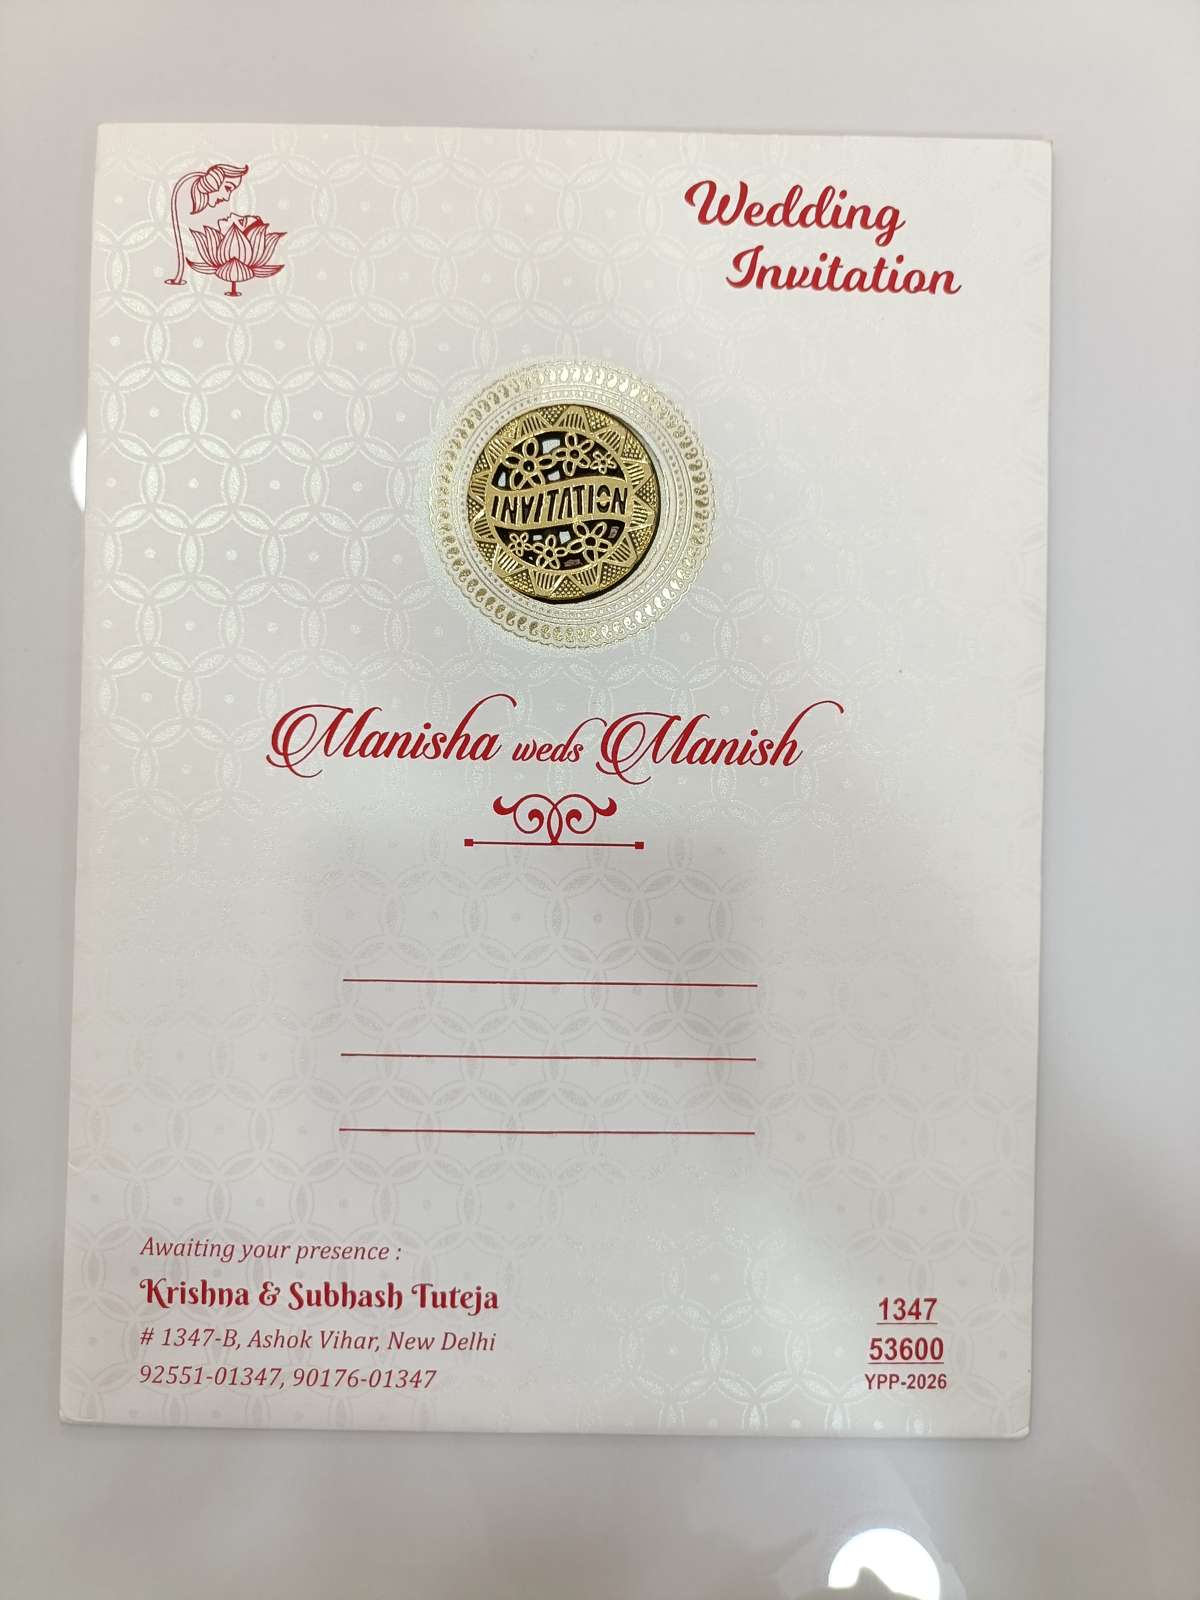 Wedding
Invitation
INVITATION
Manisha weds Manish
Awaiting your presence :
Krishna & Subhash Tuteja
# 1347-B, Ashok Vihar, New Delhi
92551-01347, 90176-01347
1347
53600
YPP-2026